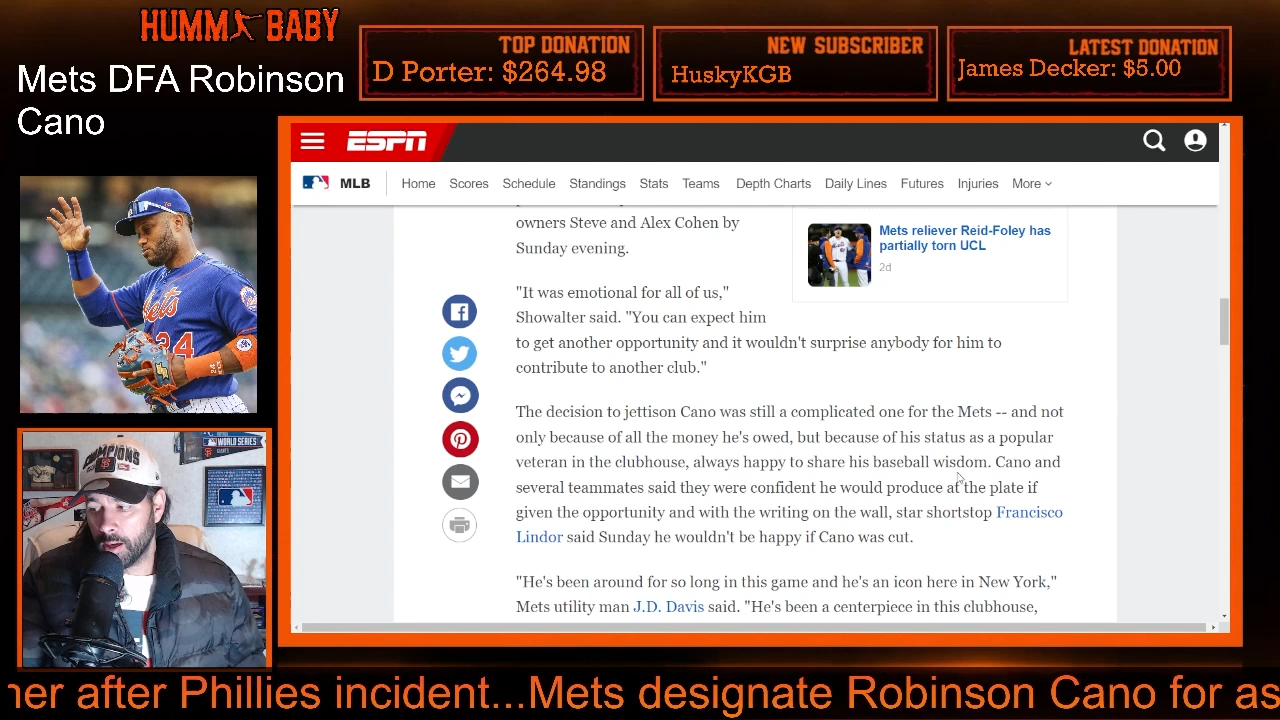 HUMM BABY
Mets DFA Robinson
Cano
TOP DONATION
D Porter: $264.98
NEW SUBSCRIBER
HuskyKGB
LATEST DONATION
James Decker: $5.00
ESPN
MLB
Home
Scores
Schedule
Standings
Stats
Teams
Depth Charts
Daily Lines
Futures
Injuries
More
owners Steve and Alex Cohen by
Sunday evening.
Mets reliever Reid-Foley has
partially torn UCL
2d
"It was emotional for all of us,"
Showalter said. "You can expect him
to get another opportunity and it wouldn't surprise anybody for him to
contribute to another club."
The decision to jettison Cano was still a complicated one for the Mets -- and not
only because of all the money he's owed, but because of his status as a popular
veteran in the clubhouse, always happy to share his baseball wisdom. Cano and
several teammates said they were confident he would produce at the plate if
given the opportunity and with the writing on the wall, star shortstop Francisco
Lindor said Sunday he wouldn't be happy if Cano was cut.
"He's been around for so long in this game and he's an icon here in New York,"
Mets utility man J.D. Davis said. "He's been a centerpiece in this clubhouse,
Mets
24
CHAMPIONS
WORLD SERIES
her after Phillies incident...Mets designate Robinson Cano for as